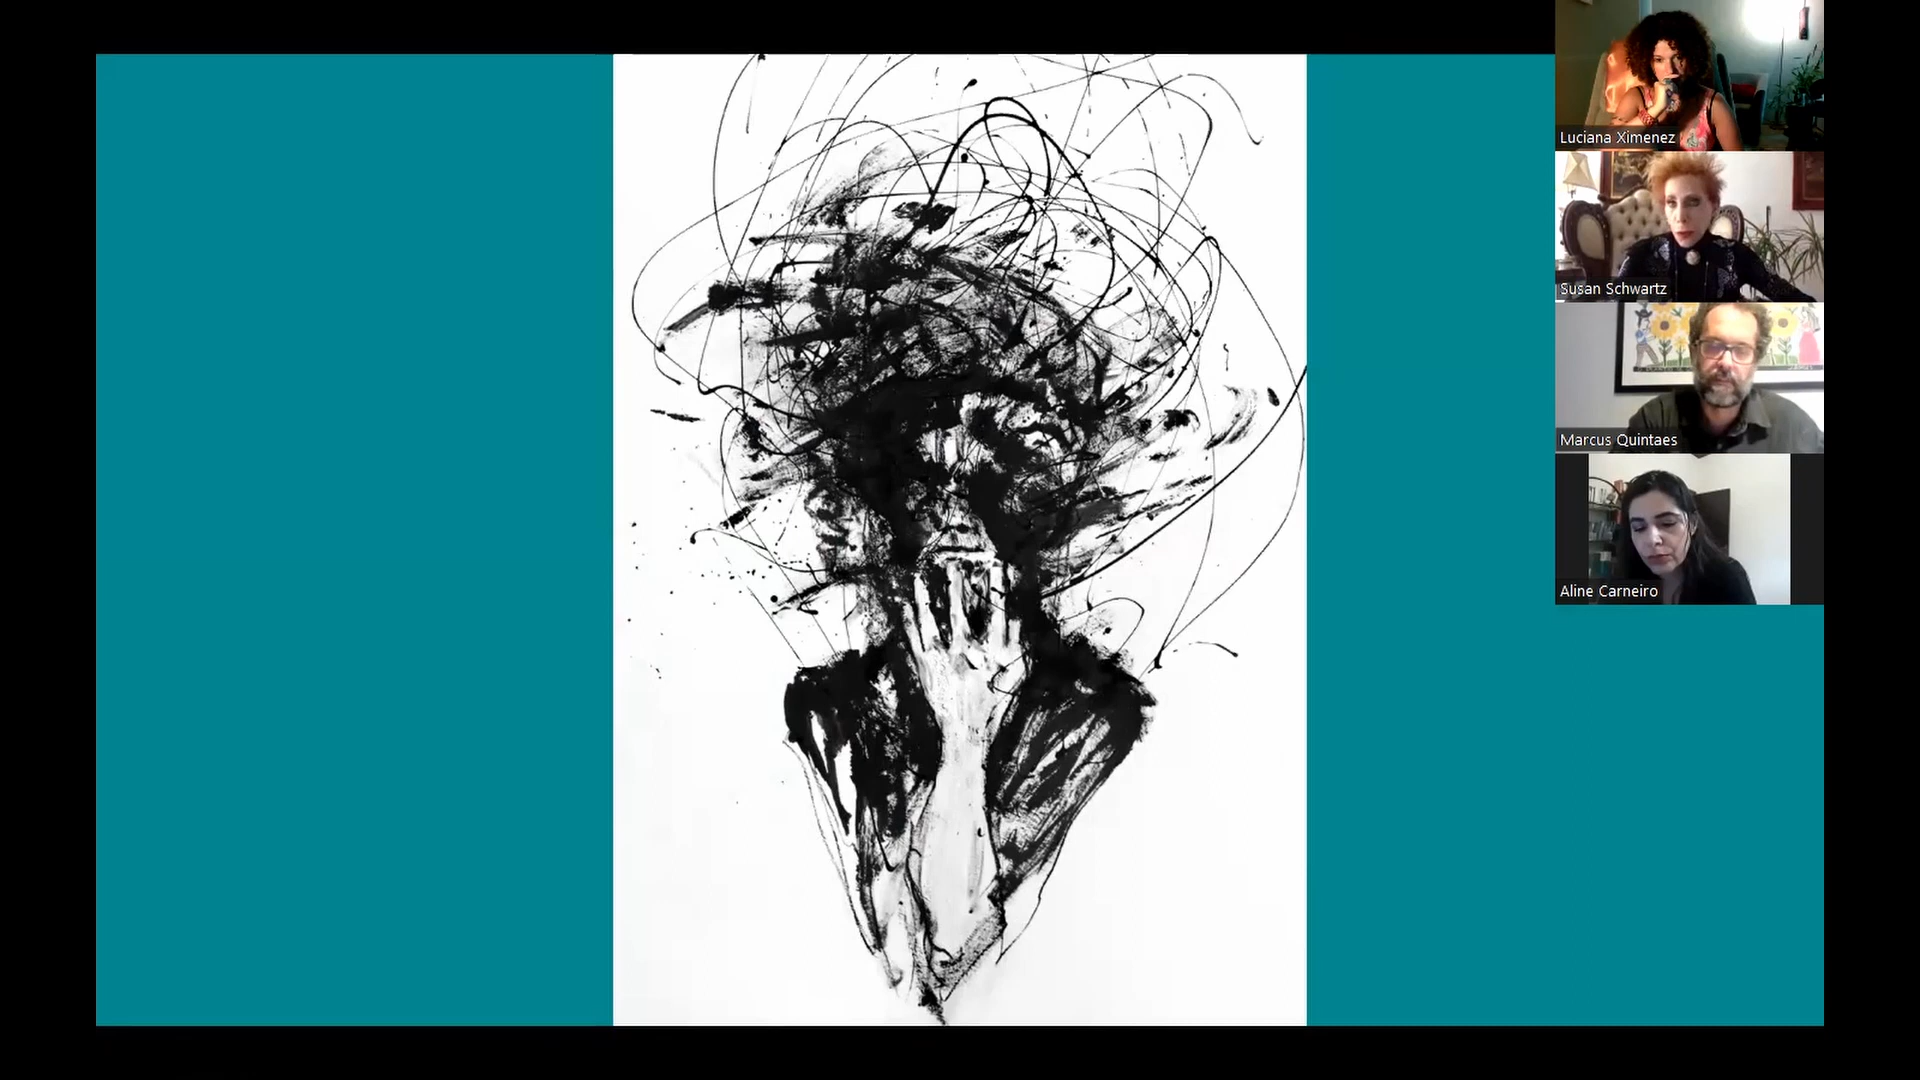 Luciana Ximenez
Susan Schwartz
Marcus Quintaes
Aline Carneiro